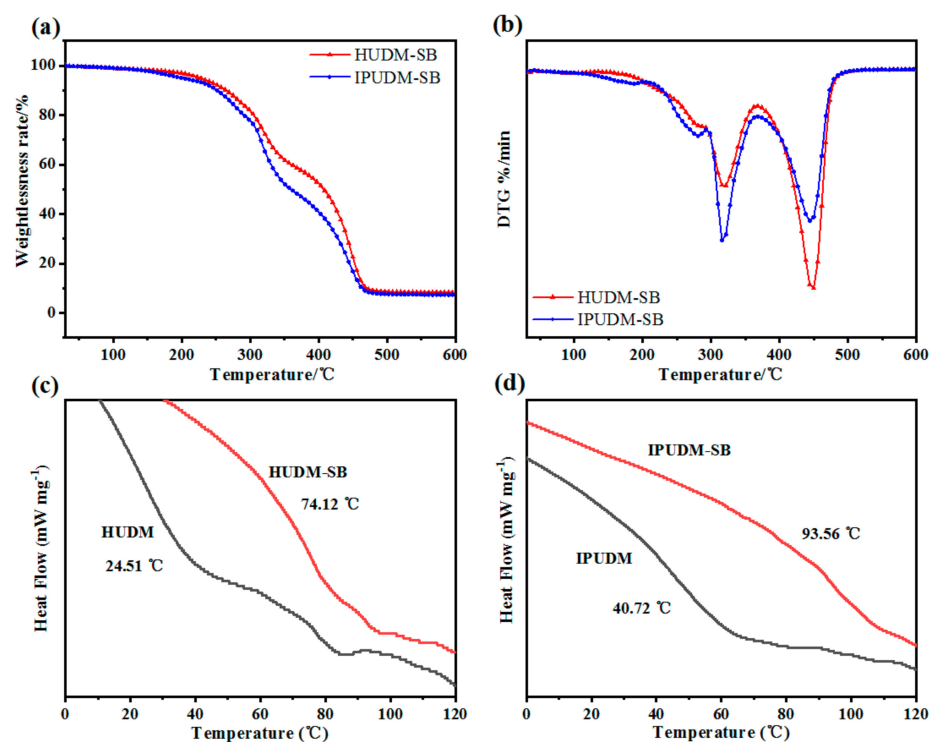 (a)
HUDM-SB
IPUDM-SB
Weightlessness rate/%
100
80
60
40
20
0
100 200 300 400 500 600
Temperature/℃
(b)
DTG %/min
HUDM-SB
IPUDM-SB
100 200 300 400 500 600
Temperature/℃
(c)
Heat Flow (mW mg-1)
HUDM-SB
74.12 ℃
HUDM
24.51 ℃
0 20 40 60 80 100 120
Temperature (℃)
(d)
Heat Flow (mW mg-1)
IPUDM-SB
93.56 ℃
IPUDM
40.72 ℃
0 20 40 60 80 100 120
Temperature (℃)